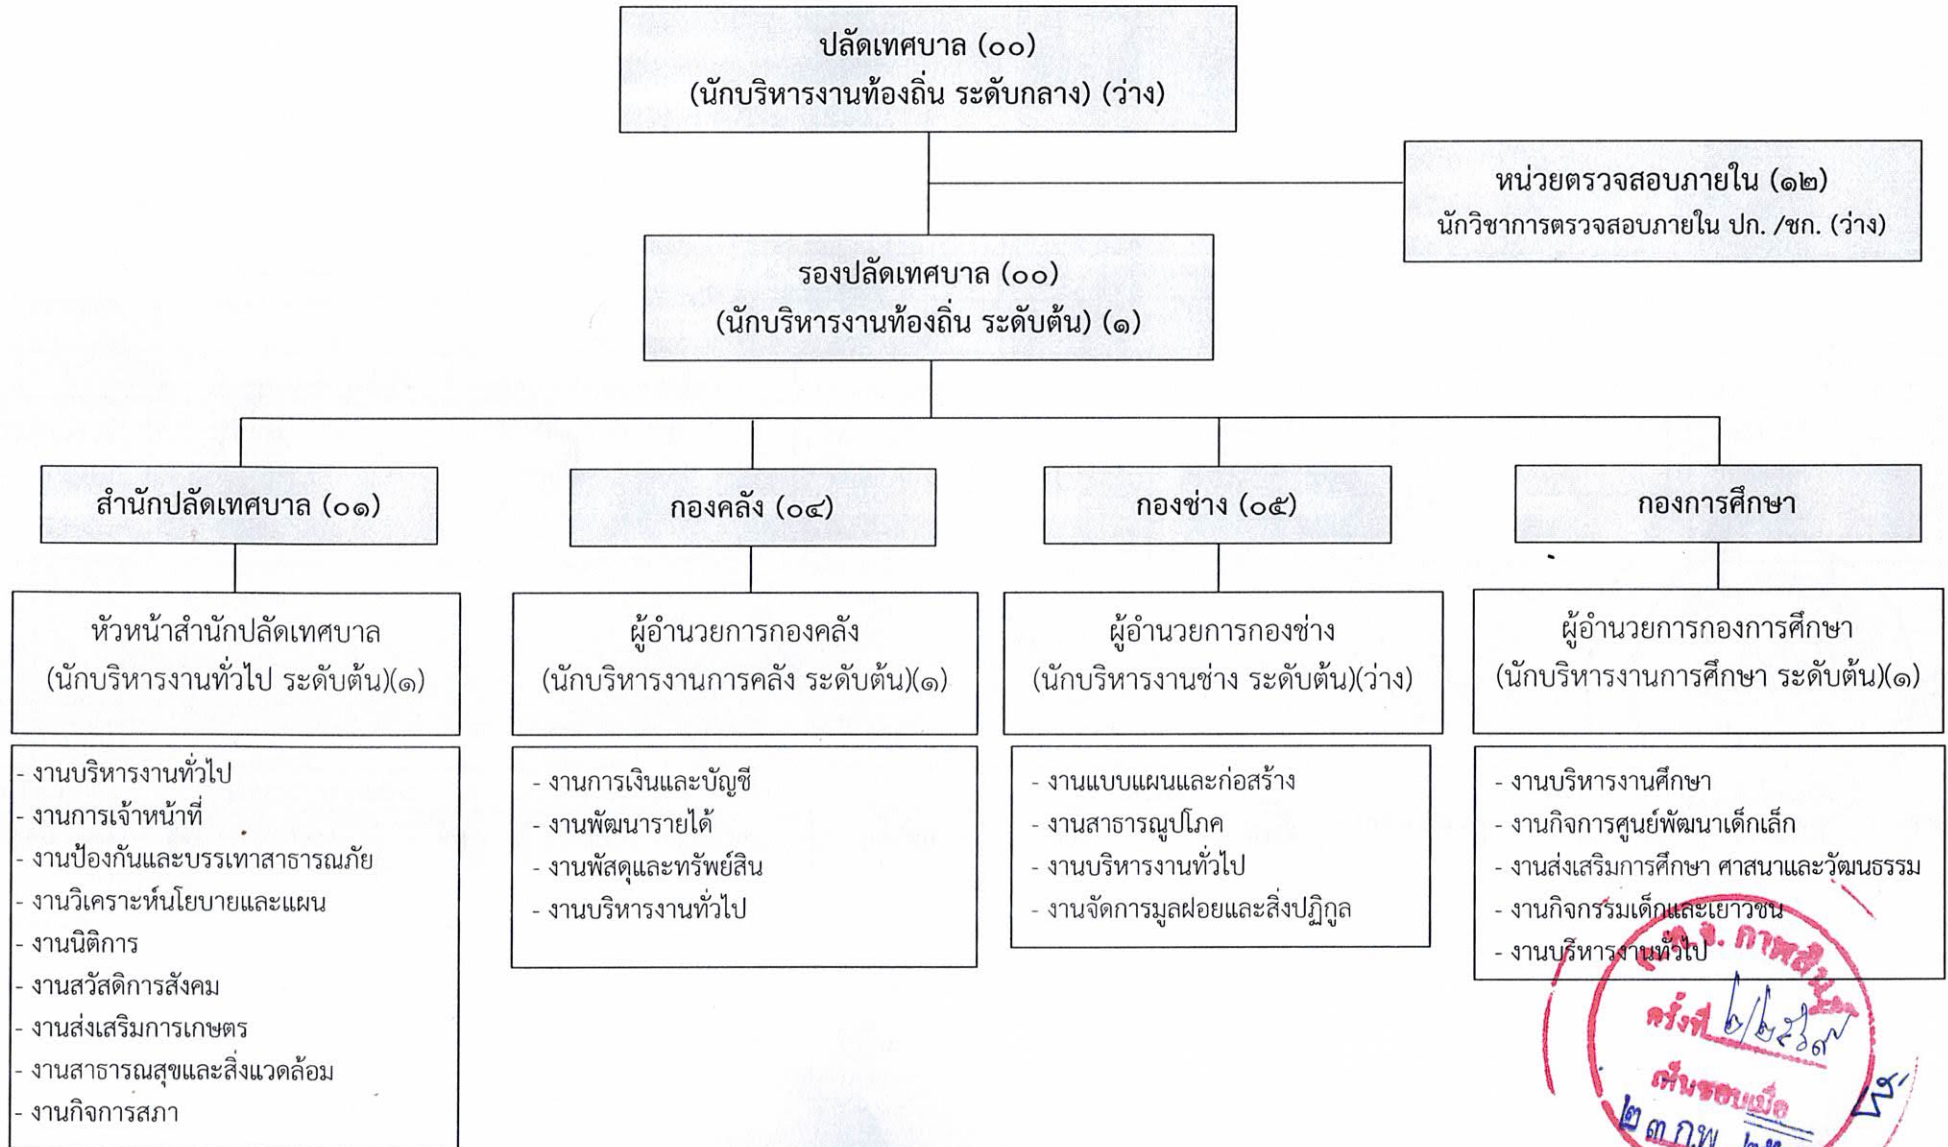 ปลัดเทศบาล (๐๐)
(นักบริหารงานท้องถิ่น ระดับกลาง) (ว่าง)
หน่วยตรวจสอบภายใน (๑๒)
นักวิชาการตรวจสอบภายใน ปก. /ชก. (ว่าง)
รองปลัดเทศบาล (๐๐)
(นักบริหารงานท้องถิ่น ระดับต้น) (๑)
สำนักปลัดเทศบาล (๐๑)
หัวหน้าสำนักปลัดเทศบาล
(นักบริหารงานทั่วไป ระดับต้น)(๑)
- งานบริหารงานทั่วไป
- งานการเจ้าหน้าที่
- งานป้องกันและบรรเทาสาธารณภัย
- งานวิเคราะห์นโยบายและแผน
- งานนิติการ
- งานสวัสดิการสังคม
- งานส่งเสริมการเกษตร
- งานสาธารณสุขและสิ่งแวดล้อม
- งานกิจการสภา
กองคลัง (๐๔)
ผู้อำนวยการกองคลัง
(นักบริหารงานการคลัง ระดับต้น)(๑)
- งานการเงินและบัญชี
- งานพัฒนารายได้
- งานพัสดุและทรัพย์สิน
- งานบริหารงานทั่วไป
กองช่าง (๐๕)
ผู้อำนวยการกองช่าง
(นักบริหารงานช่าง ระดับต้น)(ว่าง)
- งานแบบแผนและก่อสร้าง
- งานสาธารณูปโภค
- งานบริหารงานทั่วไป
- งานจัดการมูลฝอยและสิ่งปฏิกูล
กองการศึกษา
ผู้อำนวยการกองการศึกษา
(นักบริหารงานการศึกษา ระดับต้น)(๑)
- งานบริหารงานศึกษา
- งานกิจการศูนย์พัฒนาเด็กเล็ก
- งานส่งเสริมการศึกษา ศาสนาและวัฒนธรรม
- งานกิจกรรมเด็กและเยาวชน
- งานบริหารงานทั่วไป
ก.ท.จ. กาฬสินธุ์
ครั้งที่ ๒/๒๕๖๙
เห็นชอบเมื่อ
๒๓ ก.พ.